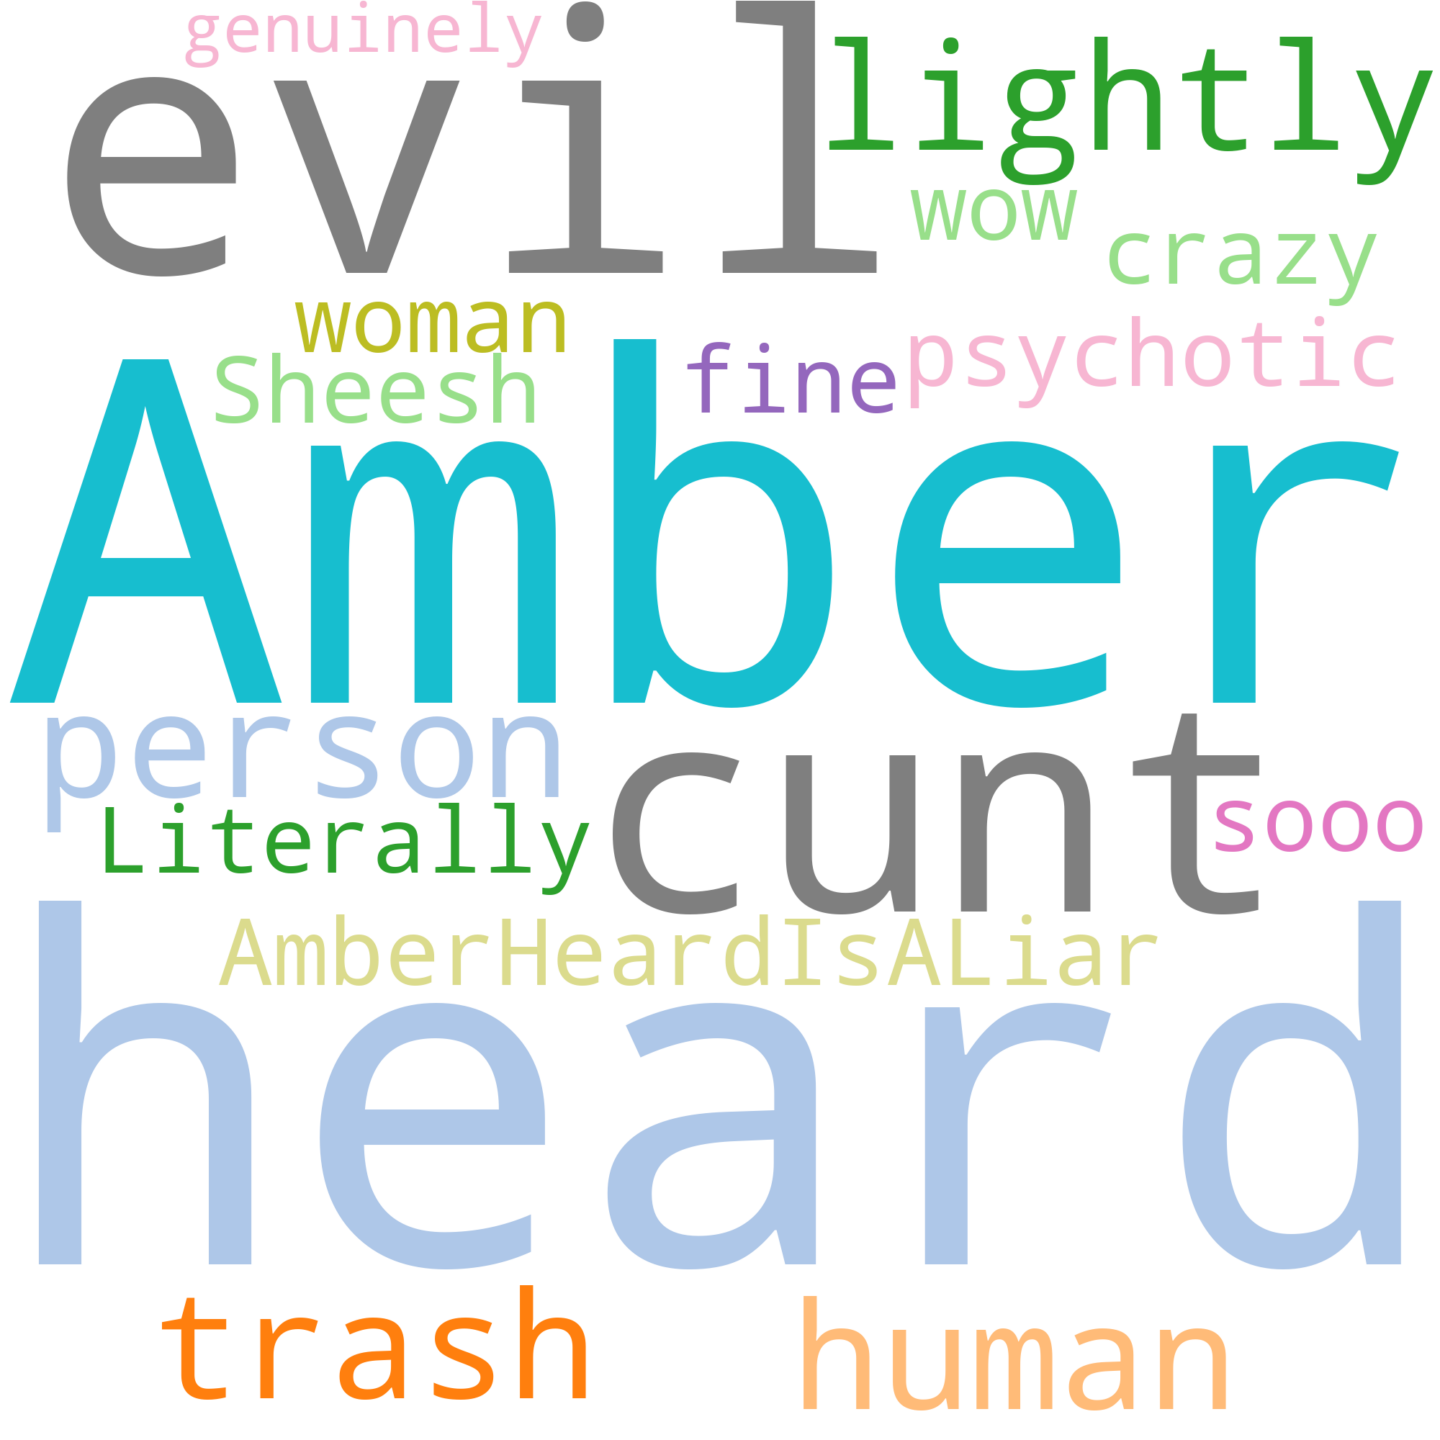 genuinely
evil
lightly
wow
crazy
woman
psychotic
Sheesh
fine
Amber
person
cunt
sooo
Literally
AmberHeardIsALiar
heard
trash
human